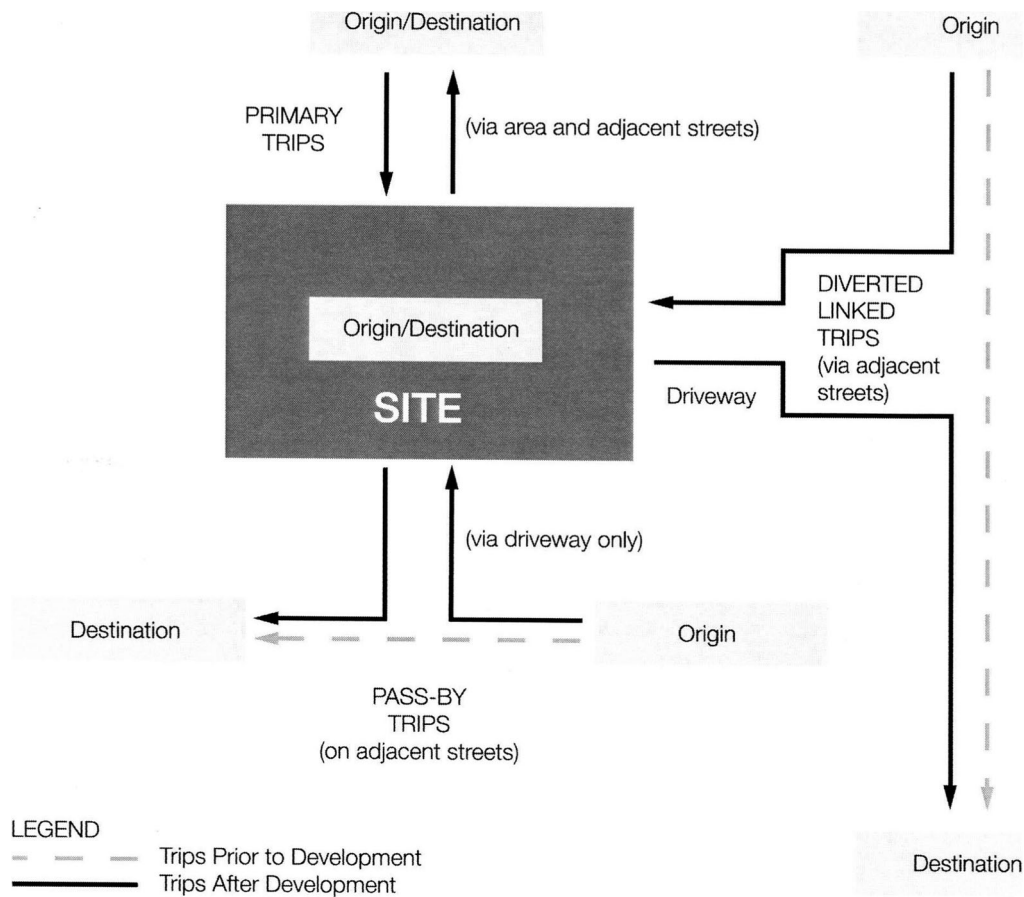 Origin/Destination
Origin
PRIMARY
TRIPS
(via area and adjacent streets)
Origin/Destination
SITE
DIVERTED
LINKED
TRIPS
(via adjacent
streets)
Driveway
(via driveway only)
Destination
Origin
PASS-BY
TRIPS
(on adjacent streets)
LEGEND
Trips Prior to Development
Trips After Development
Destination